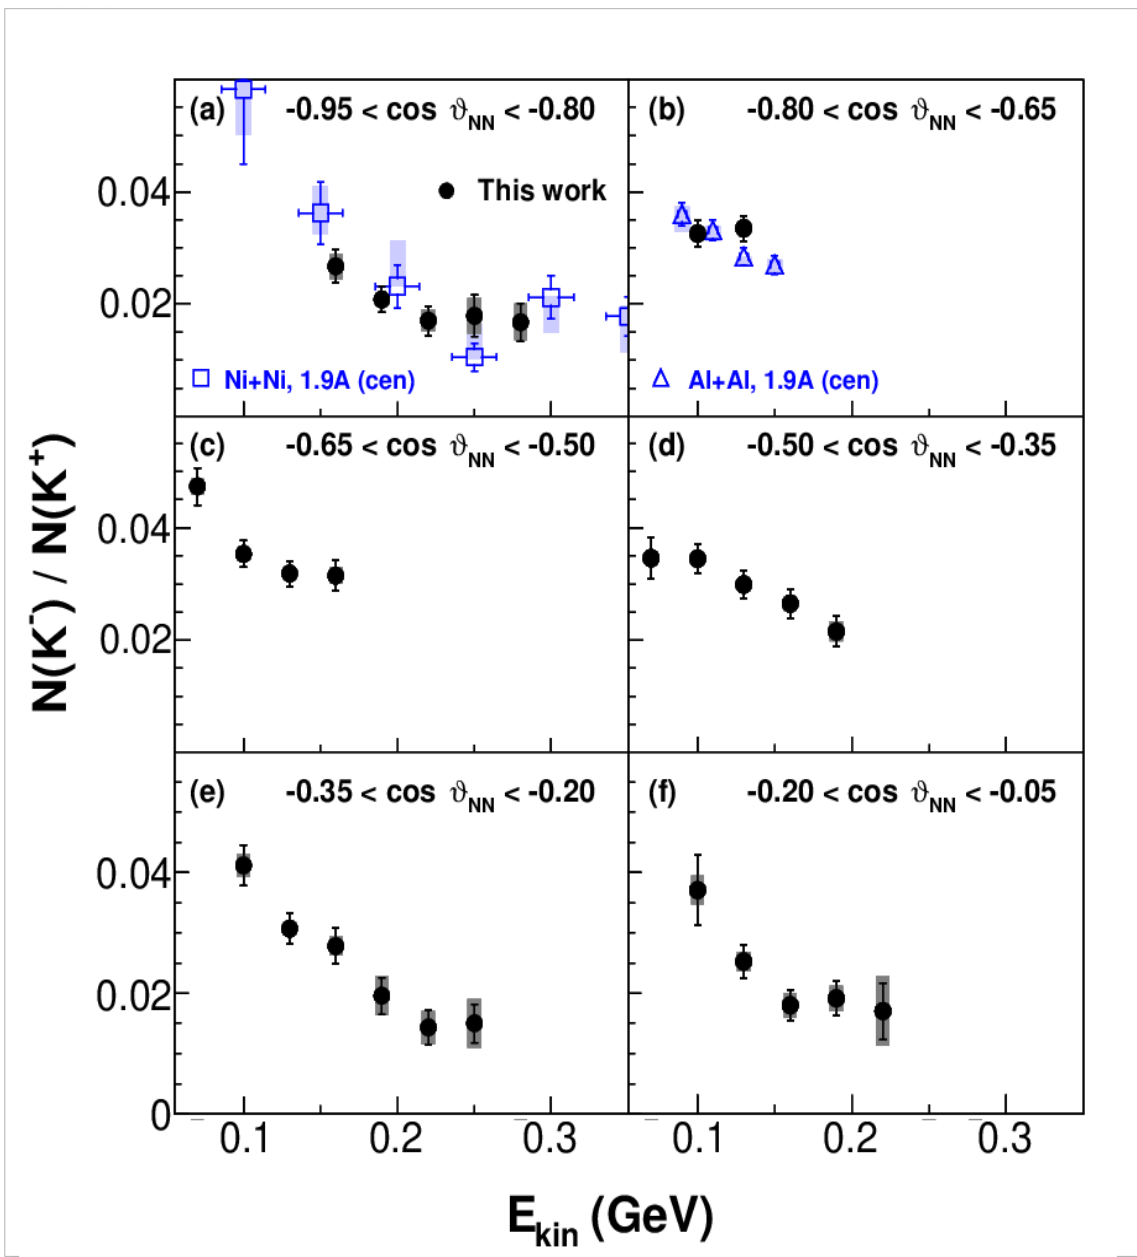 (a) -0.95 < cos ϑNN < -0.80
(b) -0.80 < cos ϑNN < -0.65
This work
0.04
0.02
Ni+Ni, 1.9A (cen)
Al+Al, 1.9A (cen)
(c) -0.65 < cos ϑNN < -0.50
(d) -0.50 < cos ϑNN < -0.35
0.04
0.02
N(K-) / N(K+)
(e) -0.35 < cos ϑNN < -0.20
(f) -0.20 < cos ϑNN < -0.05
0.04
0.02
0
0.1 0.2 0.3 0.1 0.2 0.3
Ekin (GeV)